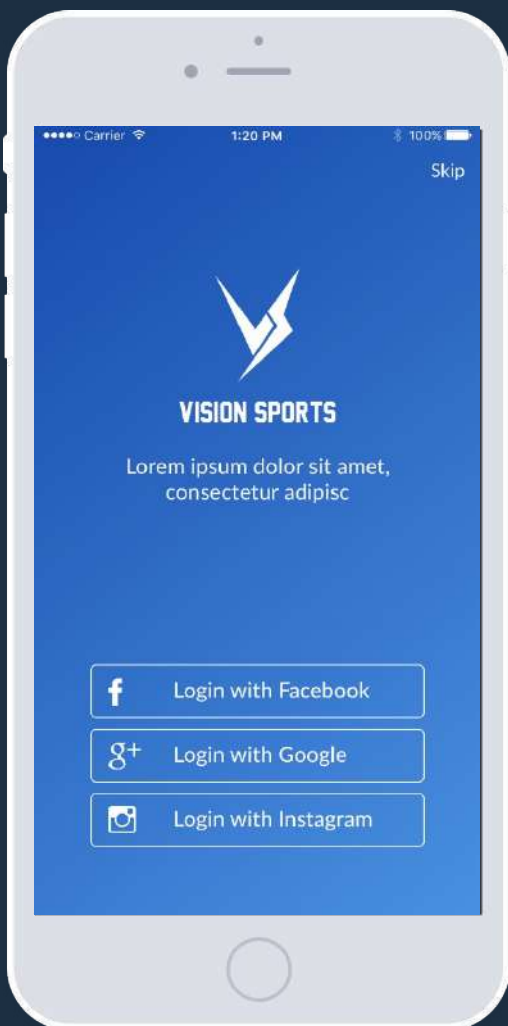 Carrier 1:20 PM 100%
Skip
VISION SPORTS
Lorem ipsum dolor sit amet,
consectetur adipisc
f Login with Facebook
g+ Login with Google
Login with Instagram